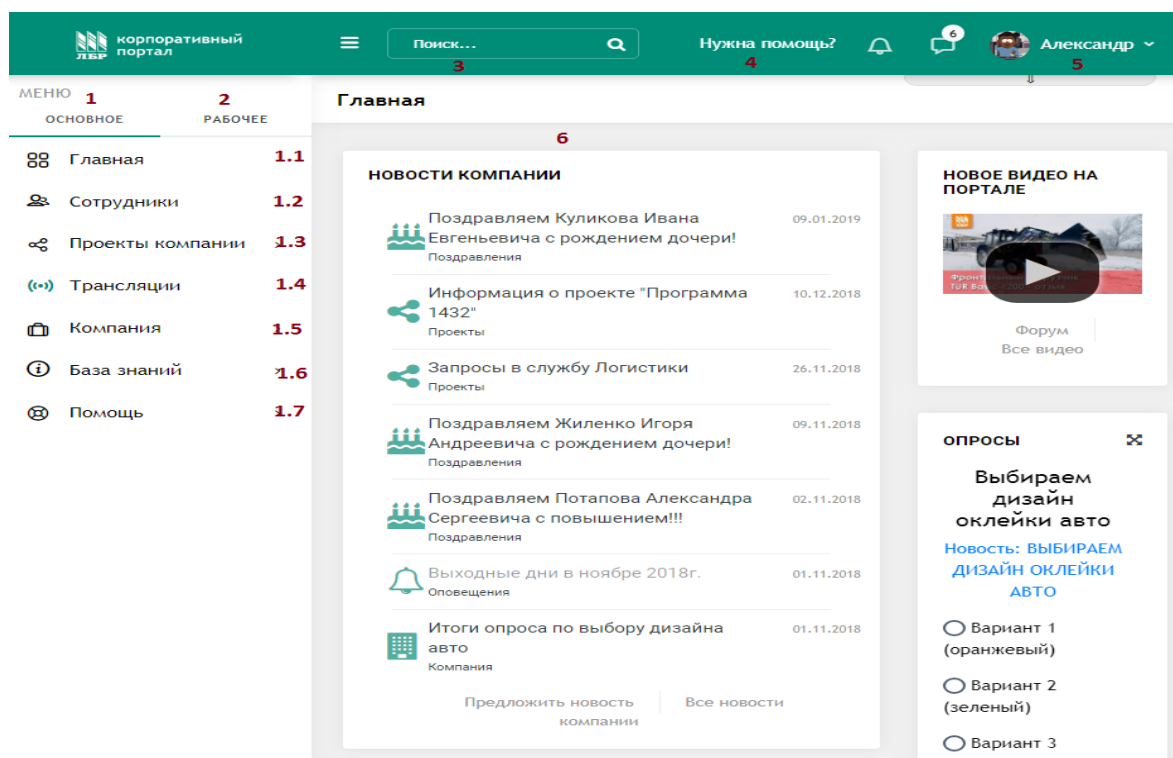 корпоративный
портал
ЛБР
Поиск...
3
Нужна помощь?
4
6
Александр
5
МЕНЮ
1
ОСНОВНОЕ
2
РАБОЧЕЕ
Главная 1.1
Сотрудники 1.2
Проекты компании 1.3
Трансляции 1.4
Компания 1.5
База знаний 1.6
Помощь 1.7
Главная
6
НОВОСТИ КОМПАНИИ
Поздравляем Куликова Ивана 09.01.2019
Евгеньевича с рождением дочери!
Поздравления
Информация о проекте "Программа 10.12.2018
1432"
Проекты
Запросы в службу Логистики 26.11.2018
Проекты
Поздравляем Жиленко Игоря 09.11.2018
Андреевича с рождением дочери!
Поздравления
Поздравляем Потапова Александра 02.11.2018
Сергеевича с повышением!!!
Поздравления
Выходные дни в ноябре 2018г. 01.11.2018
Оповещения
Итоги опроса по выбору дизайна 01.11.2018
авто
Компания
Предложить новость
компании
Все новости
НОВОЕ ВИДЕО НА
ПОРТАЛЕ
Форум
Все видео
ОПРОСЫ
Выбираем
дизайн
оклейки авто
Новость: ВЫБИРАЕМ
ДИЗАЙН ОКЛЕЙКИ
АВТО
Вариант 1
(оранжевый)
Вариант 2
(зеленый)
Вариант 3